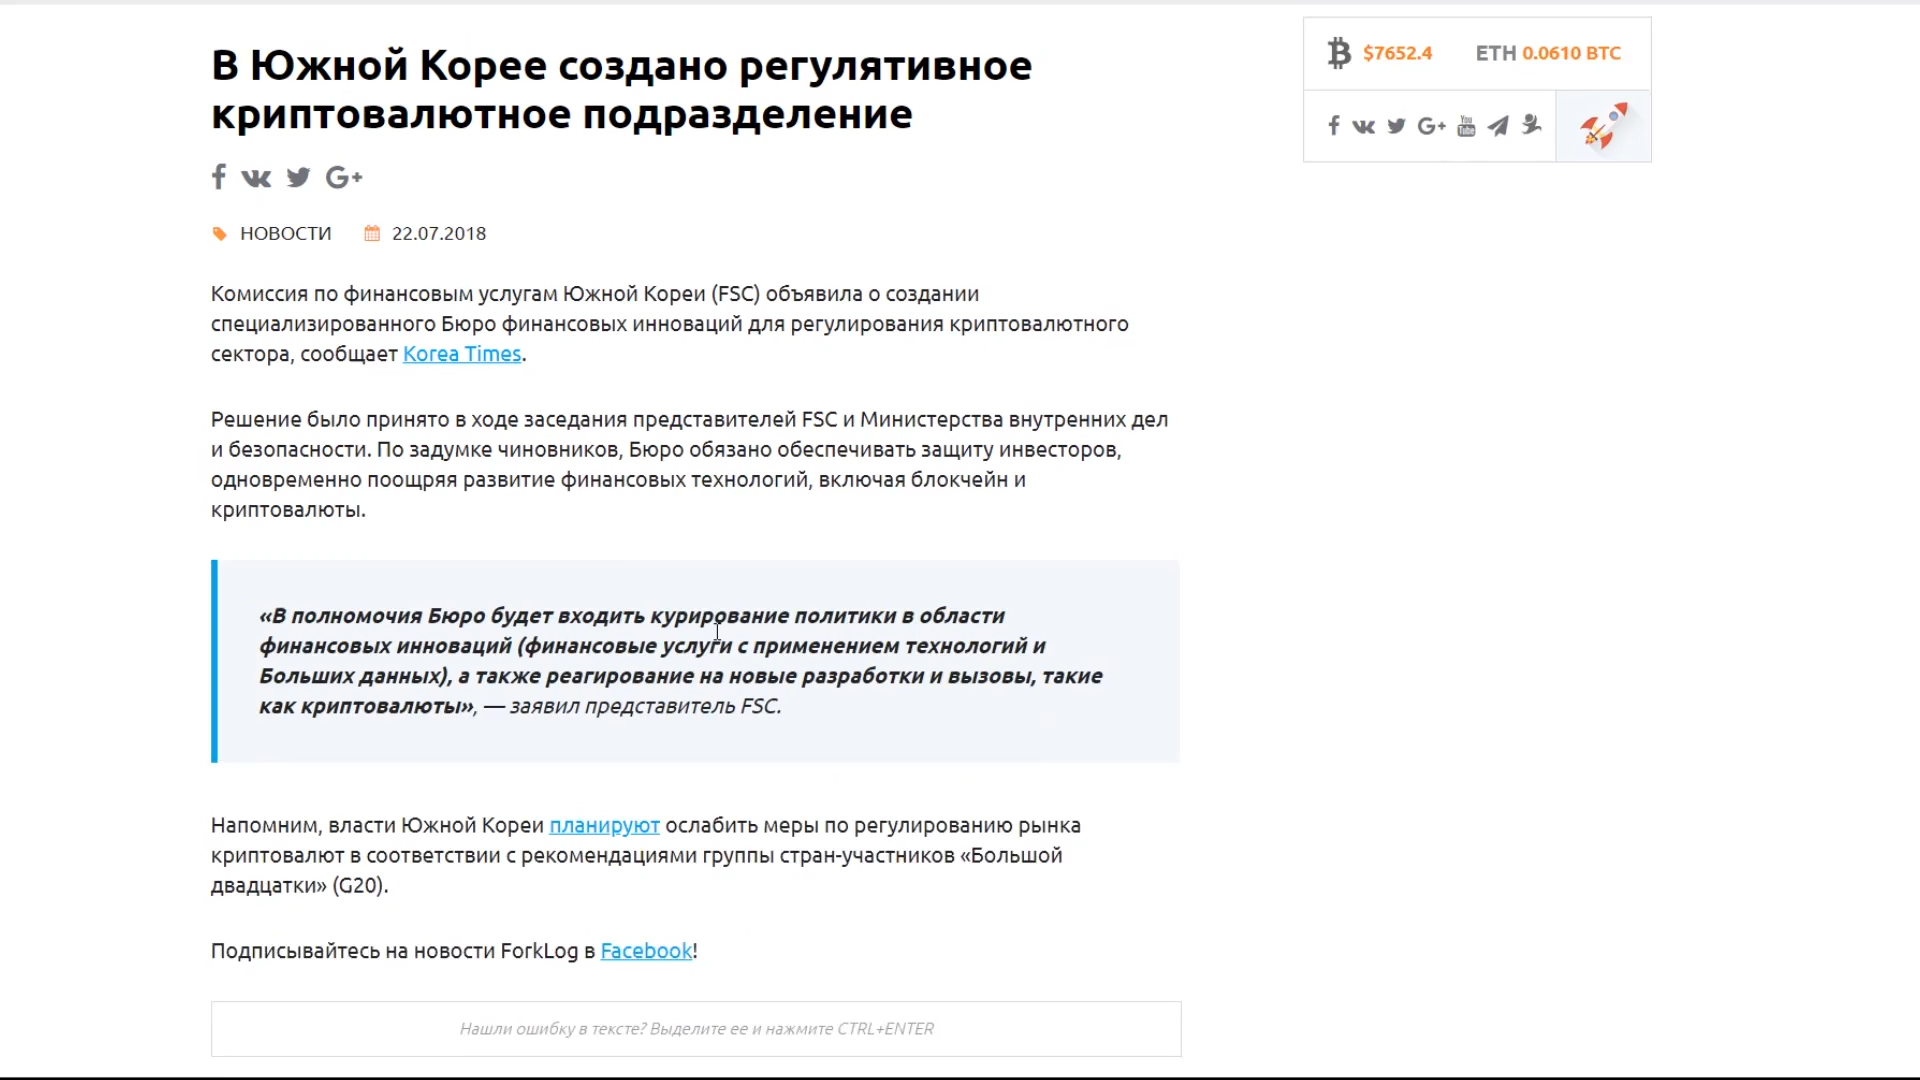 В Южной Корее создано регулятивное
криптовалютное подразделение
НОВОСТИ 22.07.2018
Комиссия по финансовым услугам Южной Кореи (FSC) объявила о создании
специализированного Бюро финансовых инноваций для регулирования криптовалютного
сектора, сообщает Korea Times.
Решение было принято в ходе заседания представителей FSC и Министерства внутренних дел
и безопасности. По задумке чиновников, Бюро обязано обеспечивать защиту инвесторов,
одновременно поощряя развитие финансовых технологий, включая блокчейн и
криптовалюты.
«В полномочия Бюро будет входить курирование политики в области
финансовых инноваций (финансовые услуги с применением технологий и
Больших данных), а также реагирование на новые разработки и вызовы, такие
как криптовалюты», — заявил представитель FSC.
Напомним, власти Южной Кореи планируют ослабить меры по регулированию рынка
криптовалют в соответствии с рекомендациями группы стран-участников «Большой
двадцатки» (G20).
Подписывайтесь на новости ForkLog в Facebook!
Нашли ошибку в тексте? Выделите ее и нажмите CTRL+ENTER
$7652.4 ETH 0.0610 BTC